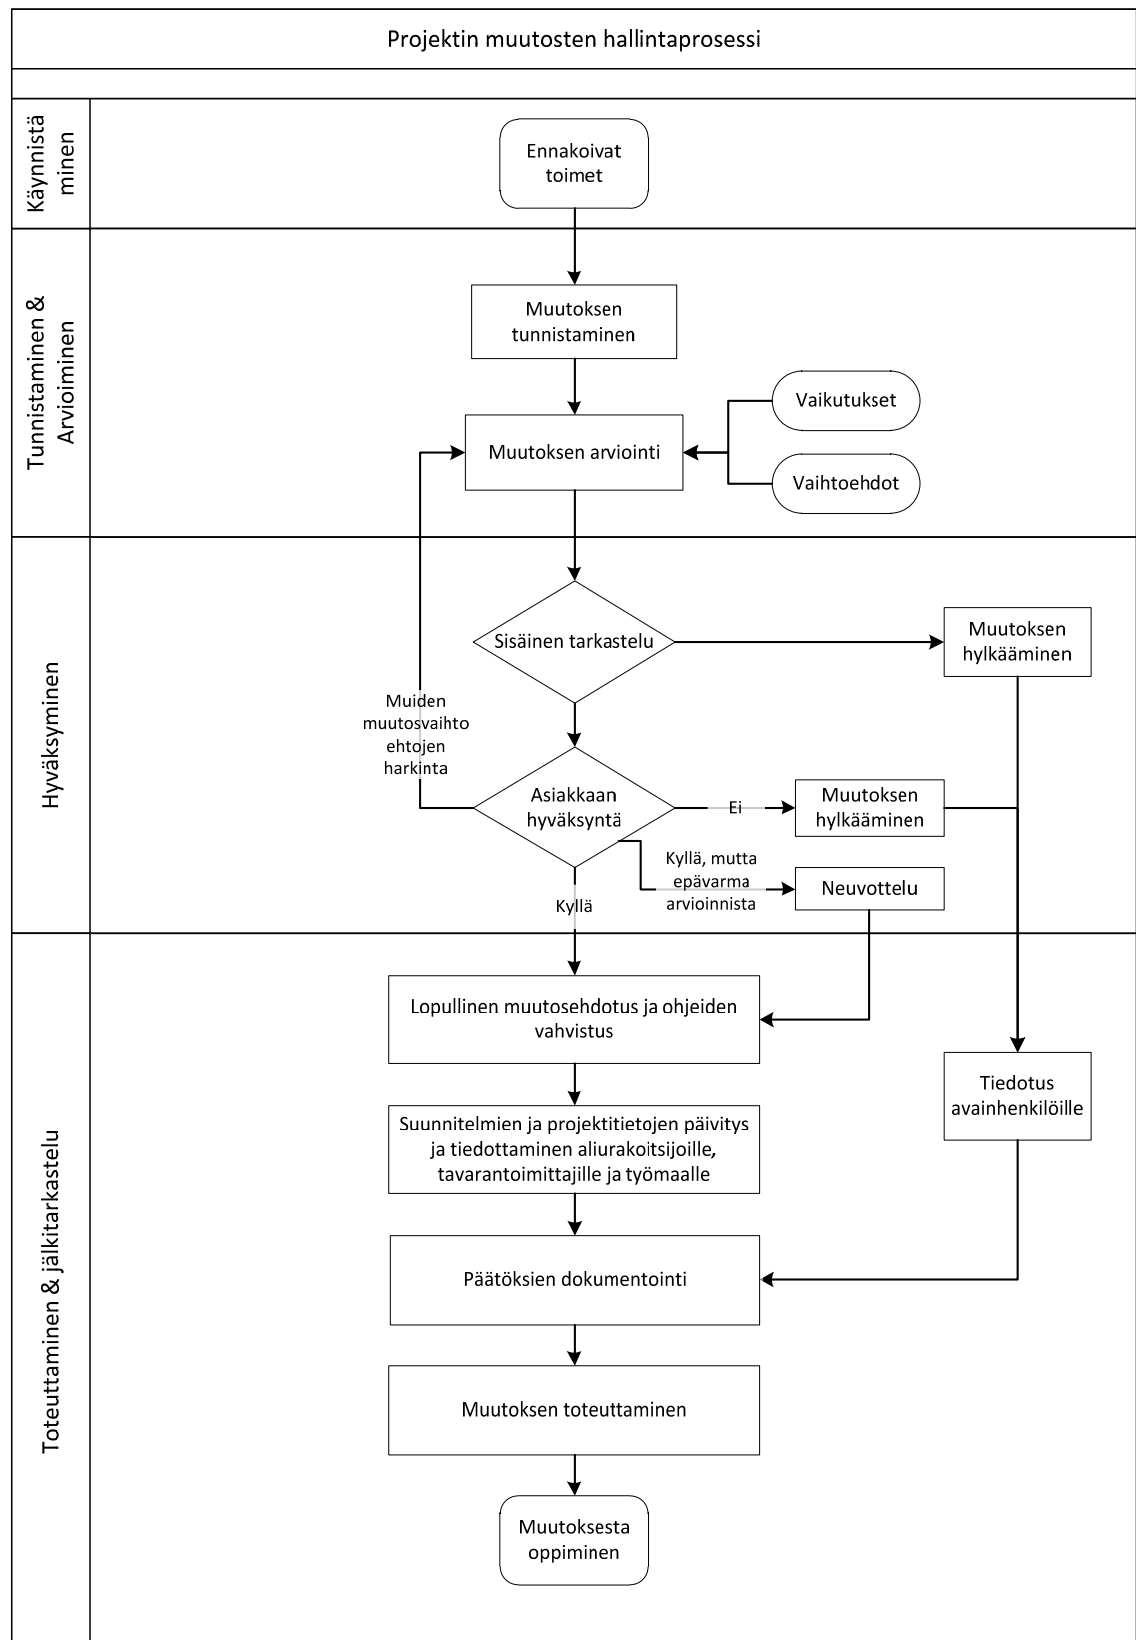 Projektin muutosten hallintaprosessi
Käynnistä
minen
Ennakoivat
toimet
Tunnistaminen &
Arvioiminen
Muutoksen
tunnistaminen
Vaikutukset
Muutoksen arviointi
Vaihtoehdot
Hyväksyminen
Sisäinen tarkastelu
Muutoksen
hylkääminen
Muiden
muutosvaihto
ehtojen
harkinta
Asiakkaan
hyväksyntä
Ei
Muutoksen
hylkääminen
Kyllä, mutta
epävarma
arvioinnista
Neuvottelu
Kyllä
Toteuttaminen & jälkitarkastelu
Lopullinen muutosehdotus ja ohjeiden
vahvistus
Tiedotus
avainhenkilöille
Suunnitelmien ja projektitietojen päivitys
ja tiedottaminen aliurakoitsijoille,
tavarantoimittajille ja työmaalle
Päätöksien dokumentointi
Muutoksen toteuttaminen
Muutoksesta
oppiminen